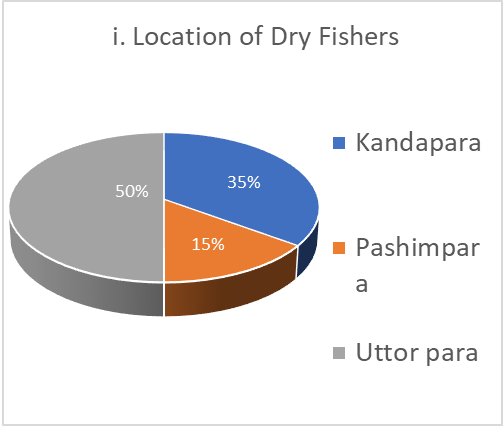 i. Location of Dry Fishers
50%
35%
15%
Kandapara
Pashimpar
a
Uttor para